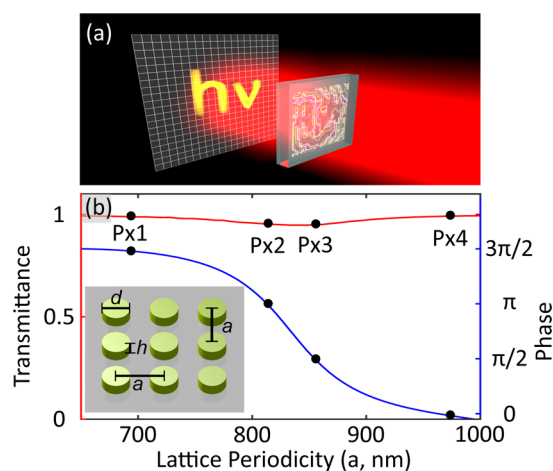 (a)
hν
(b)
1
3π/2
Px1
Px2
Px3
Px4
Transmittance
d
π
0.5
a
h
π/2
Phase
a
0
0
700
800
900
1000
Lattice Periodicity (a, nm)